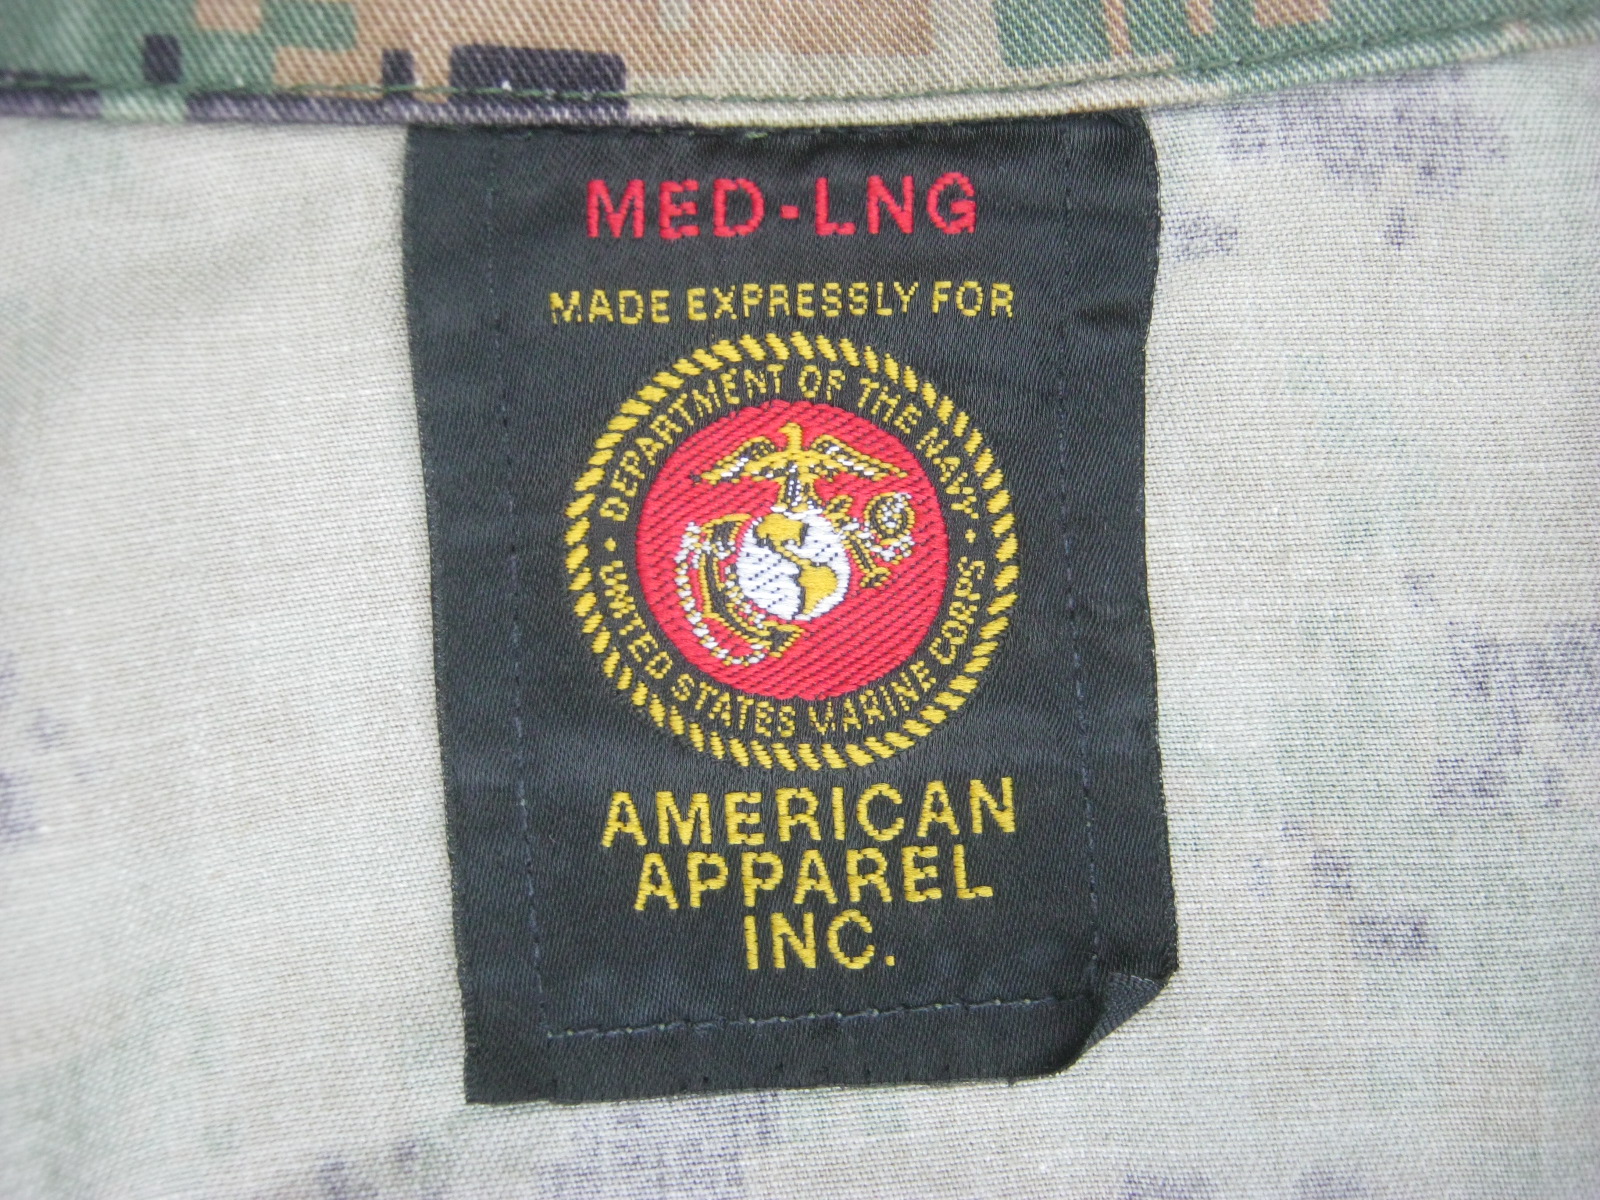 MED-LNG
MADE EXPRESSLY FOR
DEPARTMENT OF THE NAVY
UNITED STATES MARINE CORPS
AMERICAN
APPAREL
INC.